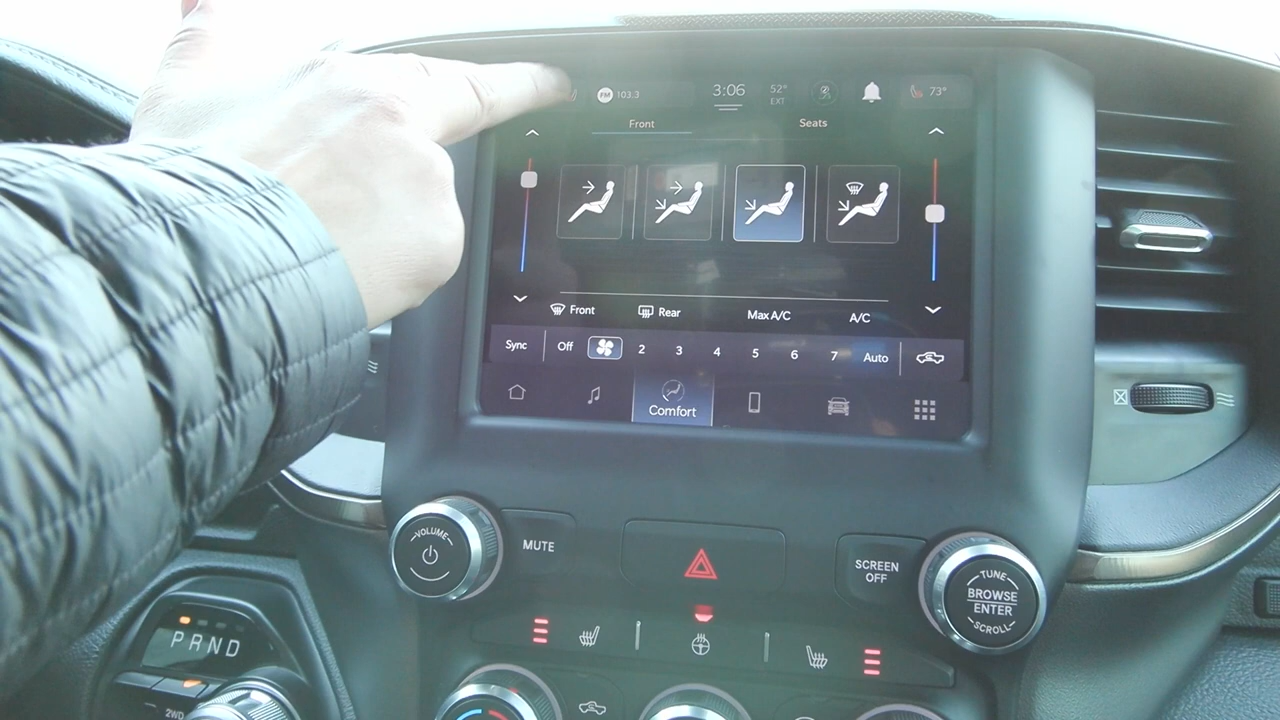 FM 103.3 3:06 52° EXT 73°
Front Seats
Front Rear Max A/C A/C
Sync Off 2 3 4 5 6 7 Auto
Comfort
VOLUME
MUTE
SCREEN OFF
TUNE
BROWSE
ENTER
SCROLL
PRND
2WD